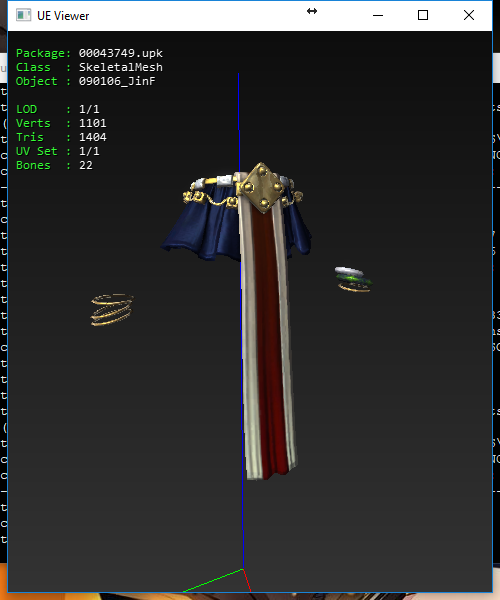 UE Viewer
Package: 00043749.upk
Class  : SkeletalMesh
Object : 090106_JinF
LOD    : 1/1
Verts  : 1101
Tris   : 1404
UV Set : 1/1
Bones  : 22